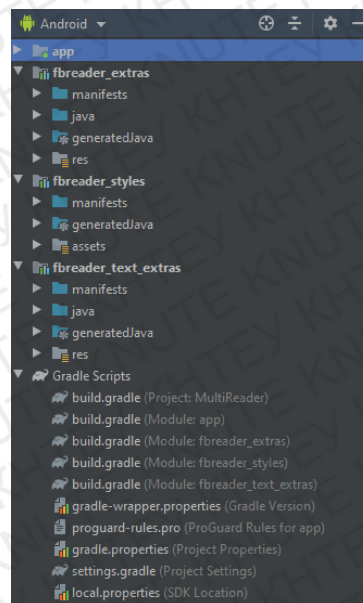 Android
app
fbreader_extras
manifests
java
generatedJava
res
fbreader_styles
manifests
generatedJava
assets
fbreader_text_extras
manifests
java
generatedJava
res
Gradle Scripts
build.gradle (Project: MultiReader)
build.gradle (Module: app)
build.gradle (Module: fbreader_extras)
build.gradle (Module: fbreader_styles)
build.gradle (Module: fbreader_text_extras)
gradle-wrapper.properties (Gradle Version)
proguard-rules.pro (ProGuard Rules for app)
gradle.properties (Project Properties)
settings.gradle (Project Settings)
local.properties (SDK Location)